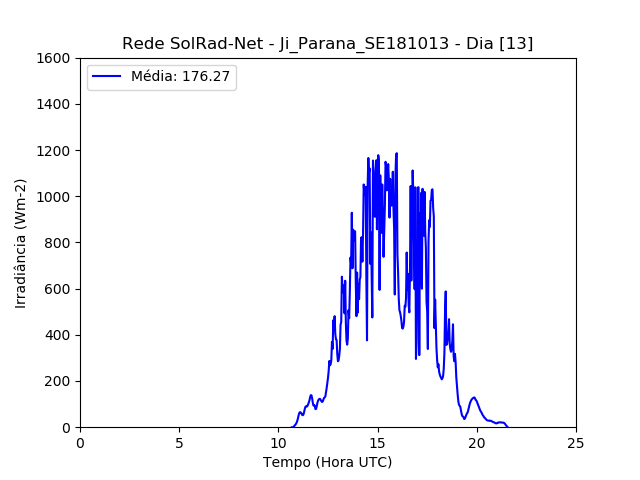 Rede SolRad-Net - Ji_Parana_SE181013 - Dia [13]
Média: 176.27
Irradiância (Wm-2)
1600
1400
1200
1000
800
600
400
200
0
0 5 10 15 20 25
Tempo (Hora UTC)